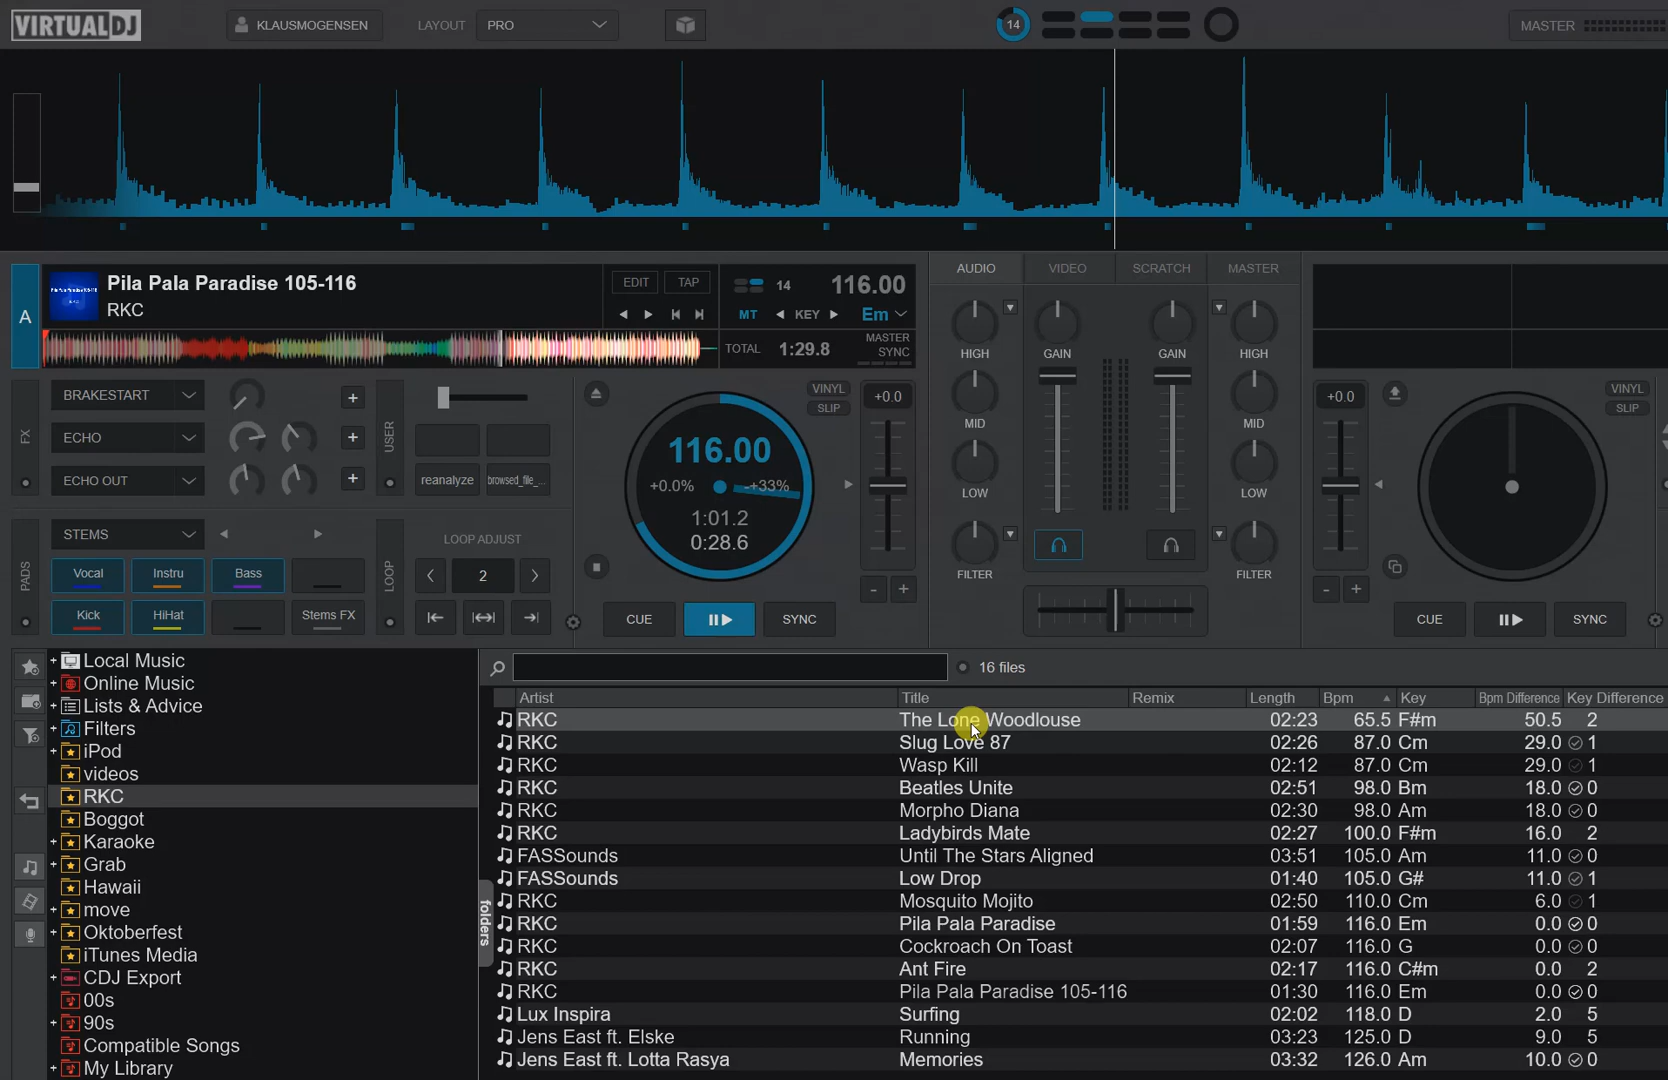 VIRTUALDJ KLAUSMOGENSEN LAYOUT PRO 14 MASTER
A Pila Pala Paradise 105-116 EDIT TAP 14 116.00
RKC MT KEY Em
TOTAL 1:29.8 MASTER SYNC
AUDIO VIDEO SCRATCH MASTER
HIGH GAIN GAIN HIGH
MID MID
LOW LOW
FILTER FILTER
FX BRAKESTART USER
ECHO
ECHO OUT reanalyze browsed_file_...
VINYL +0.0 +0.0 VINYL
SLIP SLIP
116.00
+0.0% -+33%
1:01.2
0:28.6
PADS STEMS LOOP LOOP ADJUST
Vocal Instru Bass 2
Kick HiHat Stems FX
CUE SYNC CUE SYNC
- + - +
Local Music
Online Music
Lists & Advice
Filters
iPod
videos
RKC
Boggot
Karaoke
Grab
Hawaii
move
Oktoberfest
iTunes Media
CDJ Export
00s
90s
Compatible Songs
My Library
folders
16 files
Artist Title Remix Length Bpm Key Bpm Difference Key Difference
RKC The Lone Woodlouse 02:23 65.5 F#m 50.5 2
RKC Slug Love 87 02:26 87.0 Cm 29.0 1
RKC Wasp Kill 02:12 87.0 Cm 29.0 1
RKC Beatles Unite 02:51 98.0 Bm 18.0 0
RKC Morpho Diana 02:30 98.0 Am 18.0 0
RKC Ladybirds Mate 02:27 100.0 F#m 16.0 2
FASSounds Until The Stars Aligned 03:51 105.0 Am 11.0 0
FASSounds Low Drop 01:40 105.0 G# 11.0 1
RKC Mosquito Mojito 02:50 110.0 Cm 6.0 1
RKC Pila Pala Paradise 01:59 116.0 Em 0.0 0
RKC Cockroach On Toast 02:07 116.0 G 0.0 0
RKC Ant Fire 02:17 116.0 C#m 0.0 2
RKC Pila Pala Paradise 105-116 01:30 116.0 Em 0.0 0
Lux Inspira Surfing 02:02 118.0 D 2.0 5
Jens East ft. Elske Running 03:23 125.0 D 9.0 5
Jens East ft. Lotta Rasya Memories 03:32 126.0 Am 10.0 0